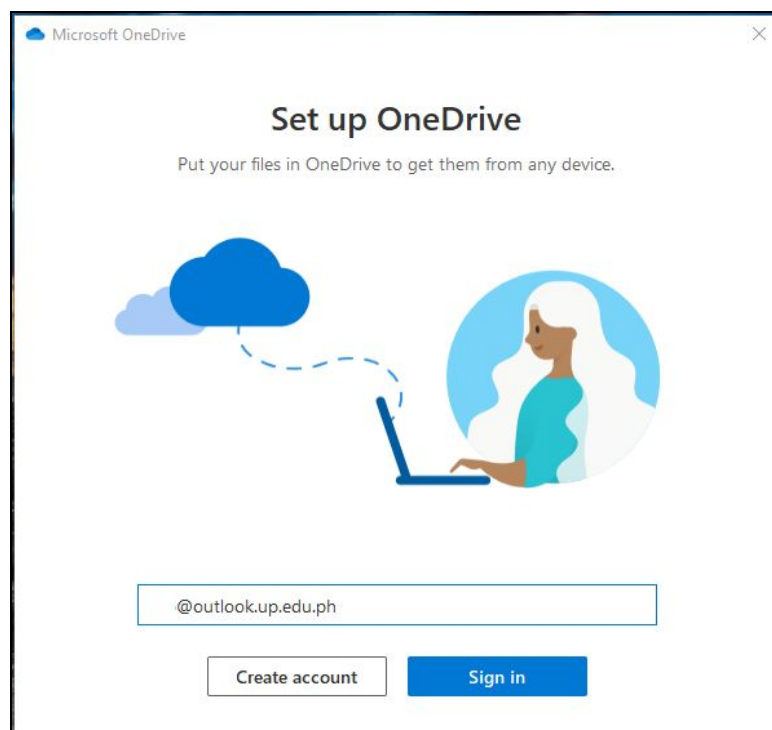 Microsoft OneDrive
Set up OneDrive
Put your files in OneDrive to get them from any device.
@outlook.up.edu.ph
Create account
Sign in